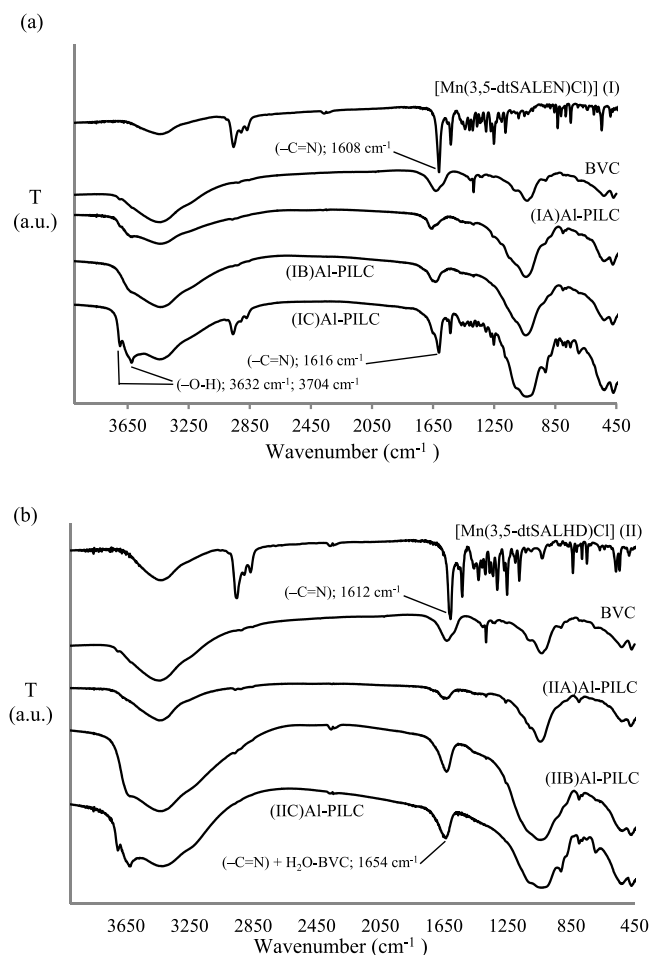 (a)
[Mn(3,5-dtSALEN)Cl)] (I)
(–C=N); 1608 cm-1
BVC
T
(a.u.)
(IA)Al-PILC
(IB)Al-PILC
(IC)Al-PILC
(–C=N); 1616 cm-1
(–O-H); 3632 cm-1; 3704 cm-1
3650 3250 2850 2450 2050 1650 1250 850 450
Wavenumber (cm-1 )
(b)
[Mn(3,5-dtSALHD)Cl] (II)
(–C=N); 1612 cm-1
BVC
T
(a.u.)
(IIA)Al-PILC
(IIB)Al-PILC
(IIC)Al-PILC
(–C=N) + H2O-BVC; 1654 cm-1
3650 3250 2850 2450 2050 1650 1250 850 450
Wavenumber (cm-1 )